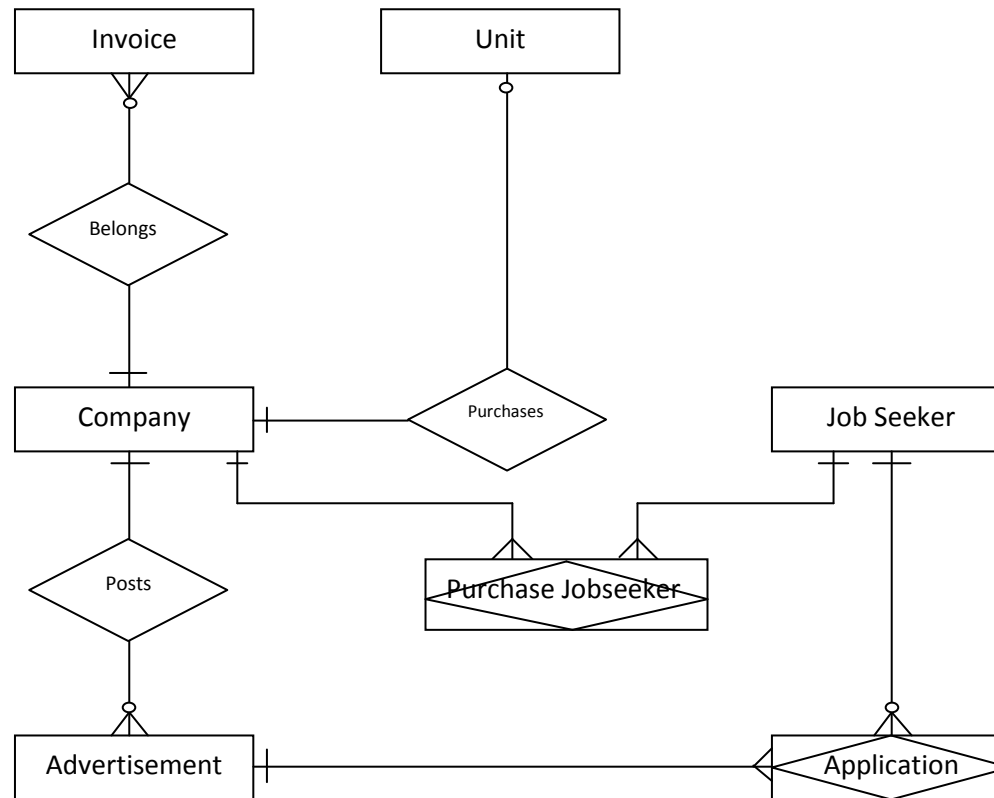 Invoice
Unit
Belongs
Company
Purchases
Job Seeker
Posts
Purchase Jobseeker
Advertisement
Application